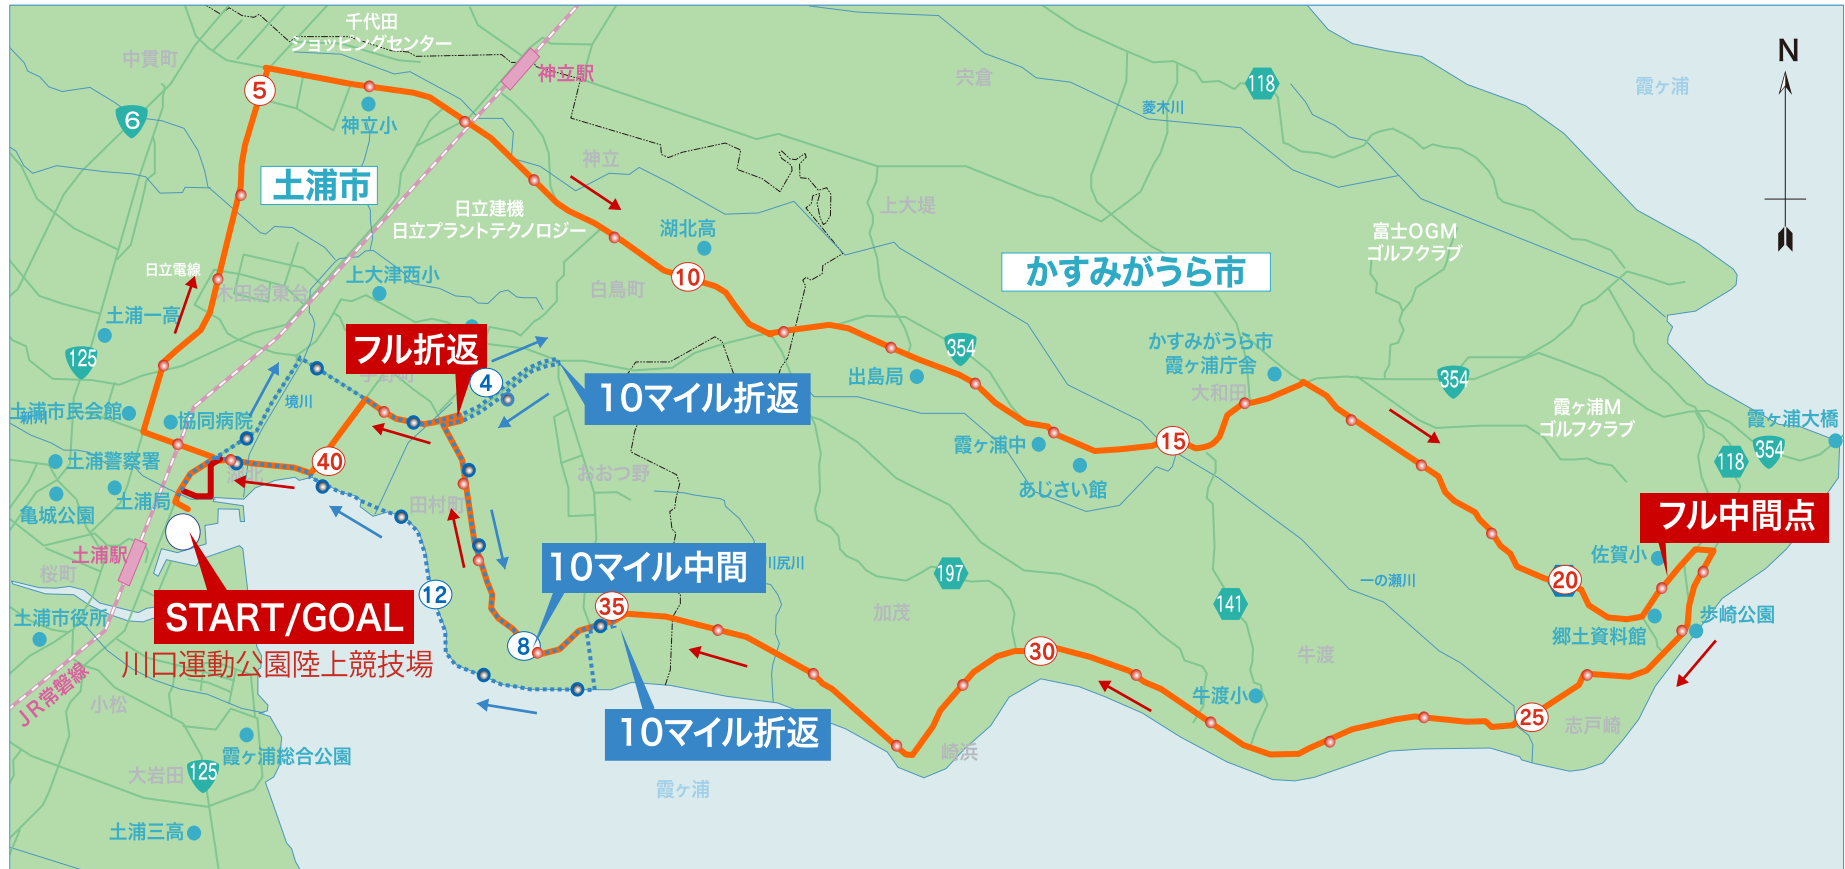 千代田
ショッピングセンター
N
中貫町
神立駅
宍倉
118
霞ヶ浦
5
6
神立小
菱木川
神立
土浦市
日立建機
日立プラントテクノロジー
湖北高
上大堤
富士OGM
ゴルフクラブ
日立電線
上大津西小
木田余東台
白鳥町
10
かすみがうら市
土浦一高
125
フル折返
4
10マイル折返
354
出島局
かすみがうら市
霞ヶ浦庁舎
大和田
354
霞ヶ浦M
ゴルフクラブ
霞ヶ浦大橋
土浦市民会館
新川
協同病院
境川
霞ヶ浦中
15
118
354
土浦警察署
40
おおつ野
あじさい館
亀城公園
土浦局
田村町
フル中間点
土浦駅
桜町
10マイル中間
川尻川
197
一の瀬川
佐賀小
20
START/GOAL
川口運動公園陸上競技場
12
35
加茂
141
歩崎公園
郷土資料館
土浦市役所
8
30
牛渡
JR常磐線
小松
牛渡小
25
志戸崎
10マイル折返
崎浜
霞ヶ浦総合公園
大岩田
125
霞ヶ浦
土浦三高